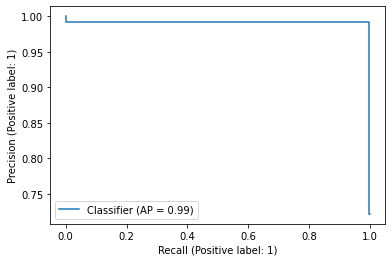 1.00
0.95
0.90
0.85
0.80
0.75
Precision (Positive label: 1)
Classifier (AP = 0.99)
0.0 0.2 0.4 0.6 0.8 1.0
Recall (Positive label: 1)